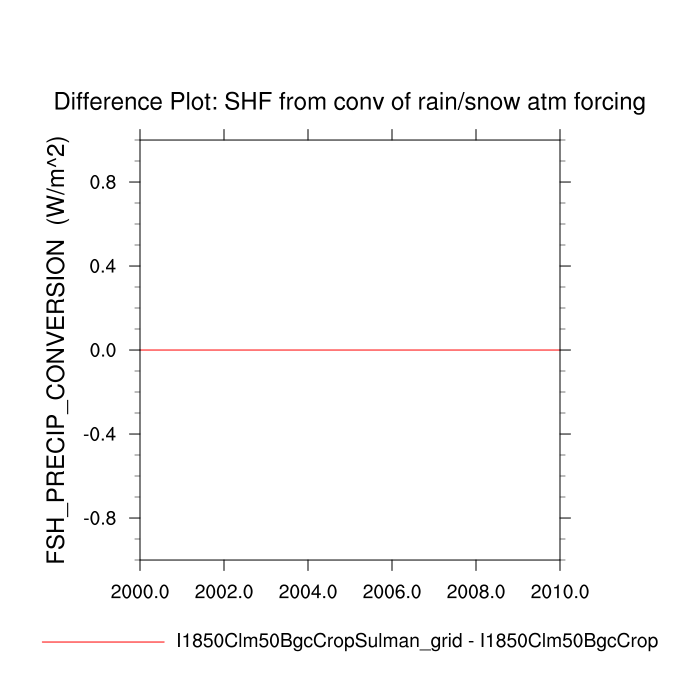 Difference Plot: SHF from conv of rain/snow atm forcing
FSH_PRECIP_CONVERSION (W/m^2)
0.8
0.4
0.0
-0.4
-0.8
2000.0 2002.0 2004.0 2006.0 2008.0 2010.0
I1850Clm50BgcCropSulman_grid - I1850Clm50BgcCrop